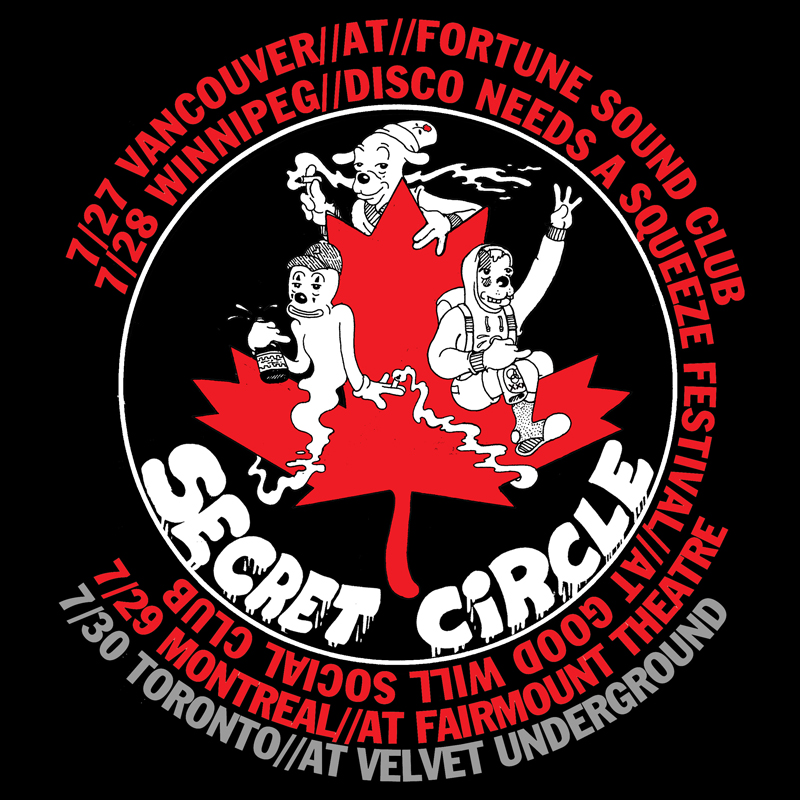 7/27 VANCOUVER//AT//FORTUNE SOUND CLUB
7/28 WINNIPEG//DISCO NEEDS A SQUEEZE FESTIVAL//AT GOOD WILL SOCIAL CLUB
SECRET CiRCLE
7/29 MONTREAL//AT FAIRMOUNT THEATRE
7/30 TORONTO//AT VELVET UNDERGROUND